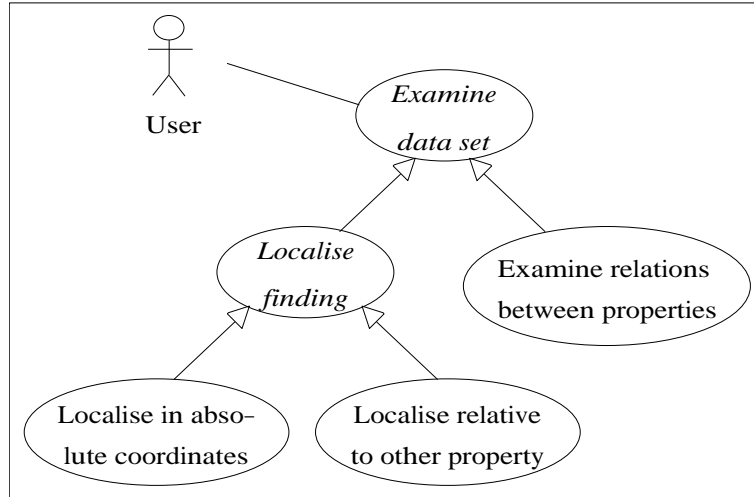 User
Examine
data set
Localise
finding
Examine relations
between properties
Localise in abso-
lute coordinates
Localise relative
to other property